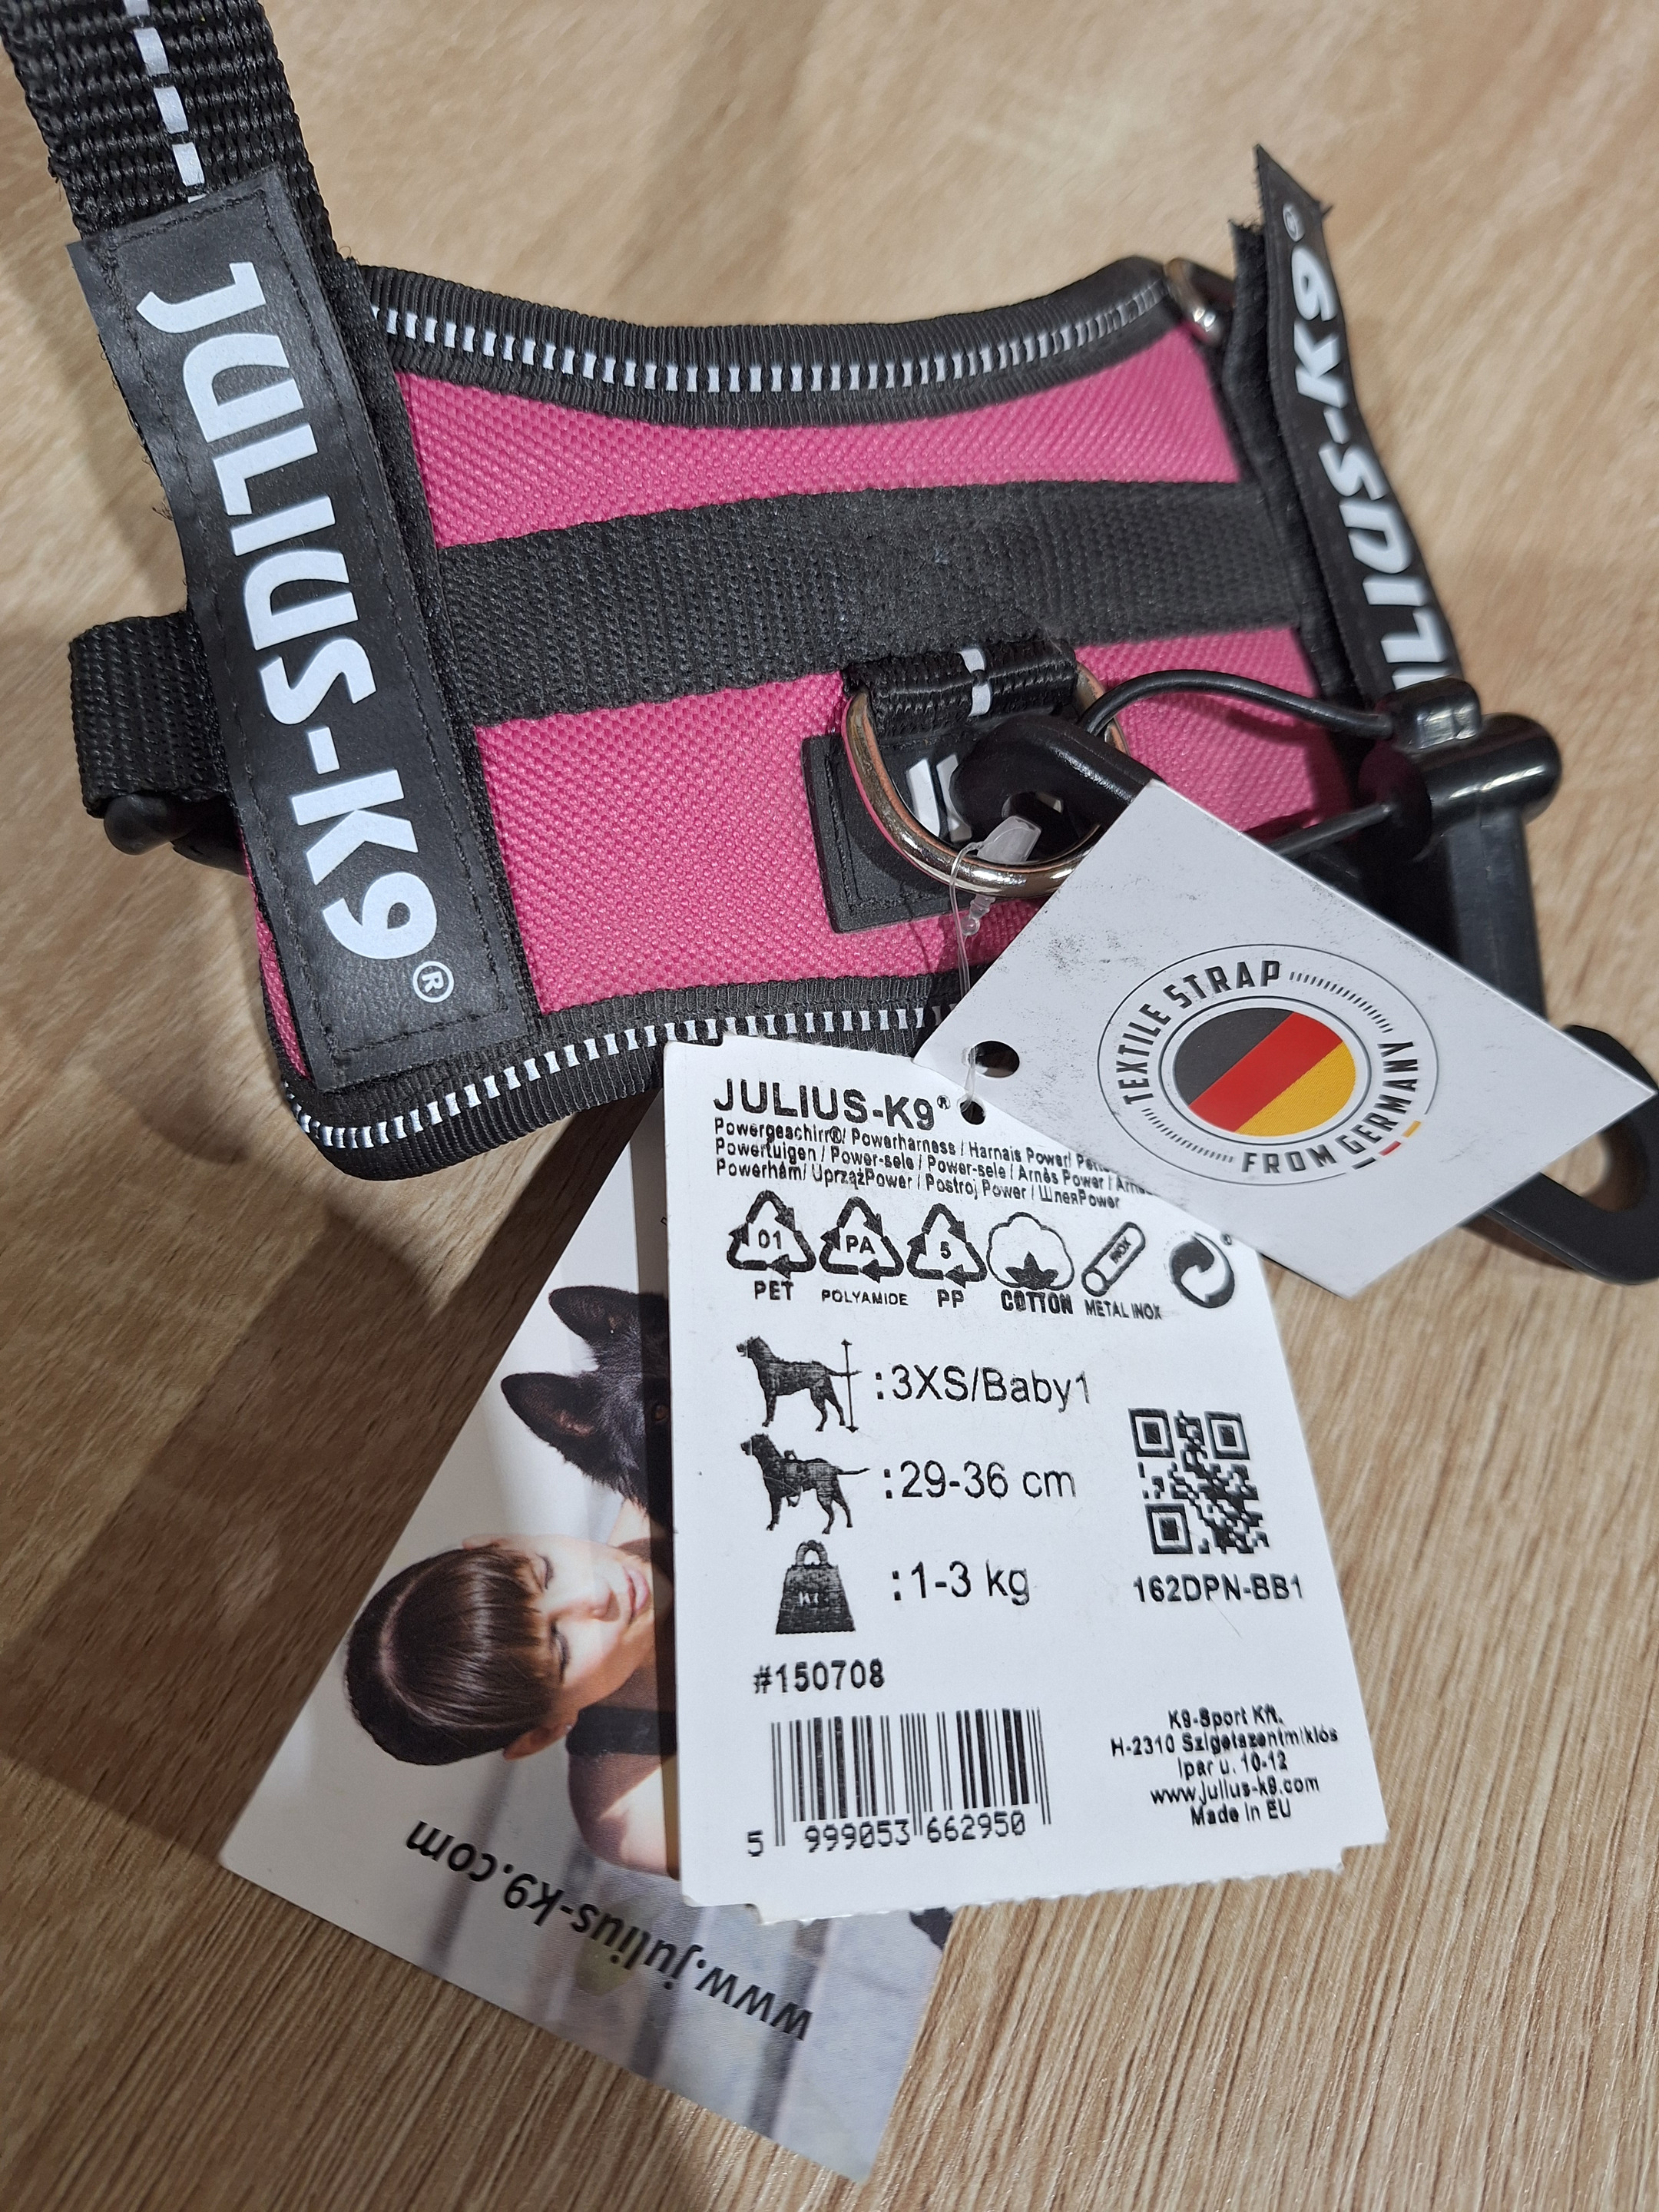 JULIUS-K9®
JULIUS-K9®
TEXTILE STRAP
FROM GERMANY
JULIUS-K9®
Powergeschirr®/ Powerharness / Harnais Power/
Powertuigen / Power-sele / Power-sele / Arnés Power /
Powerhám/ UprzążPower / Postroj Power / ШлеяPower
01
PA
5
INOX
PET
POLYAMIDE
PP
COTTON
METAL INOX
:3XS/Baby1
:29-36 cm
:1-3 kg
162DPN-BB1
#150708
5 999053 662950
K9-Sport Kft.
H-2310 Szigetszentmiklós
Ipar u. 10-12
www.julius-k9.com
Made in EU
www.julius-k9.com